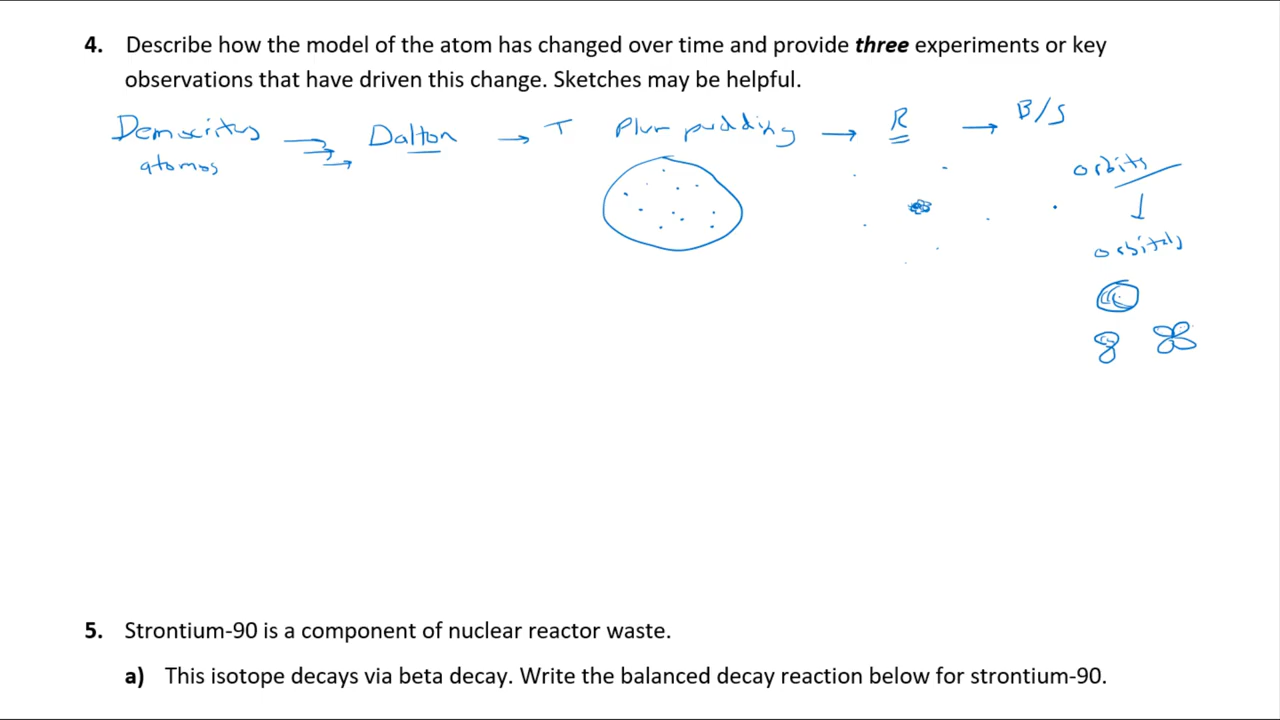 4. Describe how the model of the atom has changed over time and provide three experiments or key
observations that have driven this change. Sketches may be helpful.
Democritus → Dalton → T Plum pudding → R → B/S
atomos
orbits
↓
orbitals
5. Strontium-90 is a component of nuclear reactor waste.
a) This isotope decays via beta decay. Write the balanced decay reaction below for strontium-90.